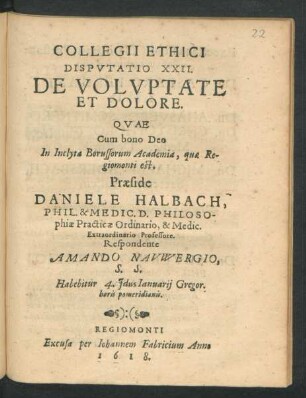 22
COLLEGII ETHICI
DISPVTATIO XXII.
DE VOLVPTATE
ET DOLORE.
QVAE
Cum bono Deo
In Inclyta Borussorum Academia, quæ Re-
giomonti est,
Præside
DANIELE HALBACH,
PHIL. & MEDIC. D. PHILOSO-
phiæ Practicæ Ordinario, & Medic.
Extraordinario Professore.
Respondente
AMANDO NAVWERGIO,
S. S.
Habebitur 4. Jdus Ianuarij Gregor.
horis pomeridianis.
REGIOMONTI
Excusa per Iohannem Fabricium Anno
1618.